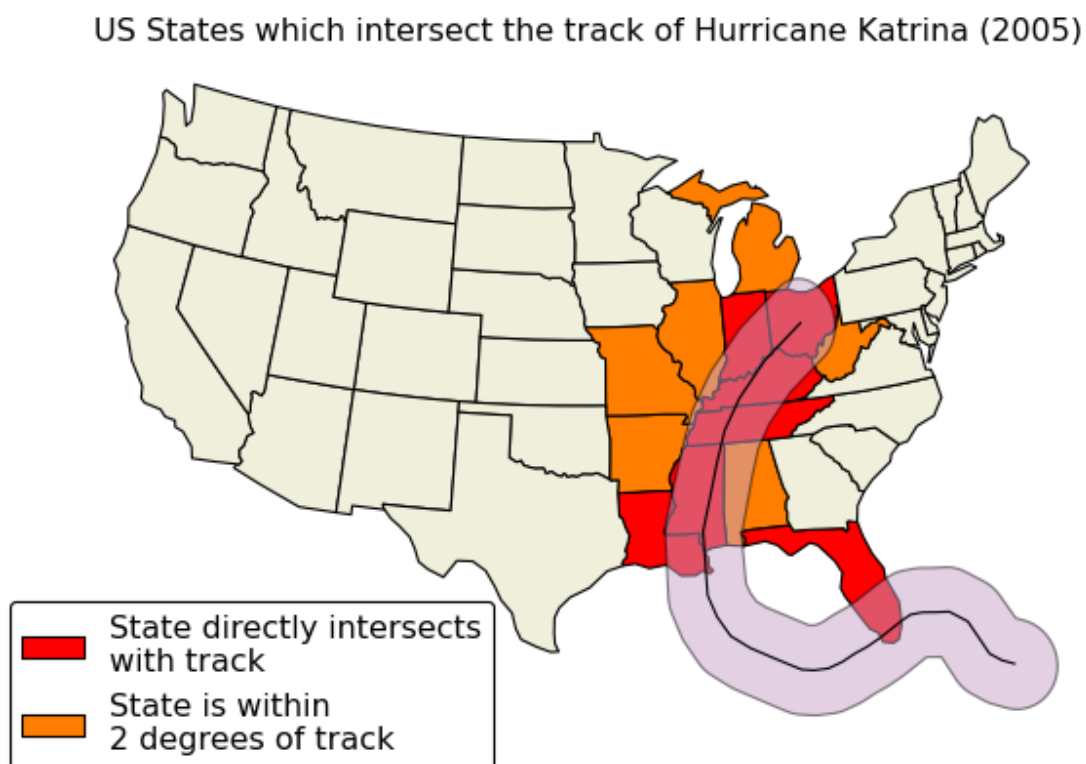 US States which intersect the track of Hurricane Katrina (2005)
State directly intersects
with track
State is within
2 degrees of track